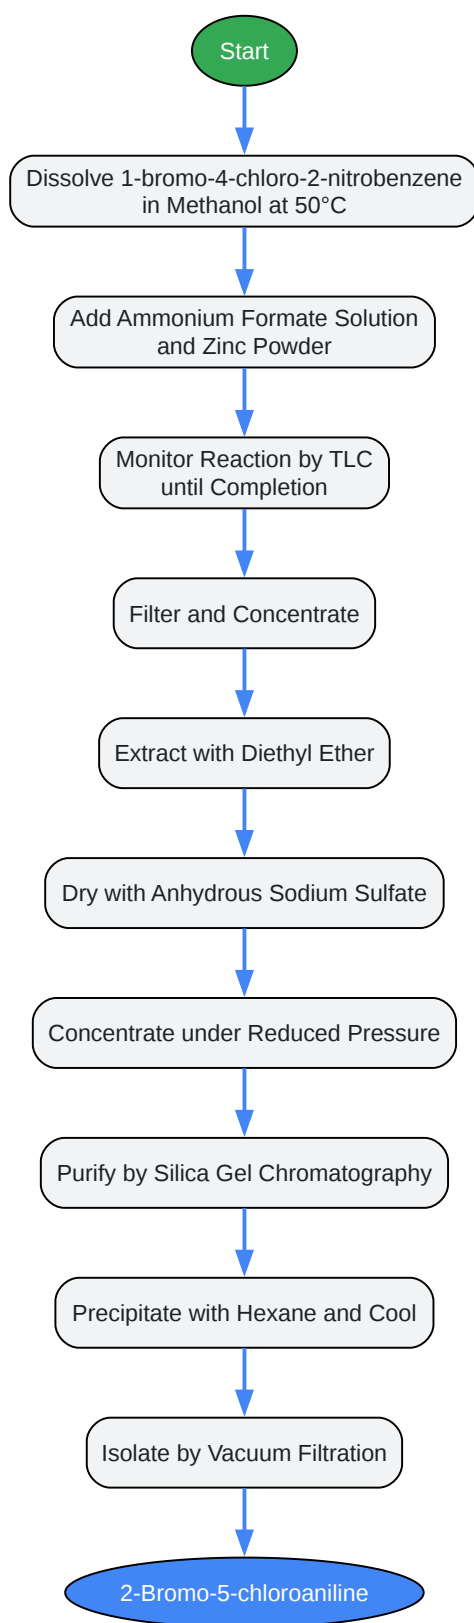 Start
Dissolve 1-bromo-4-chloro-2-nitrobenzene
in Methanol at 50°C
Add Ammonium Formate Solution
and Zinc Powder
Monitor Reaction by TLC
until Completion
Filter and Concentrate
Extract with Diethyl Ether
Dry with Anhydrous Sodium Sulfate
Concentrate under Reduced Pressure
Purify by Silica Gel Chromatography
Precipitate with Hexane and Cool
Isolate by Vacuum Filtration
2-Bromo-5-chloroaniline